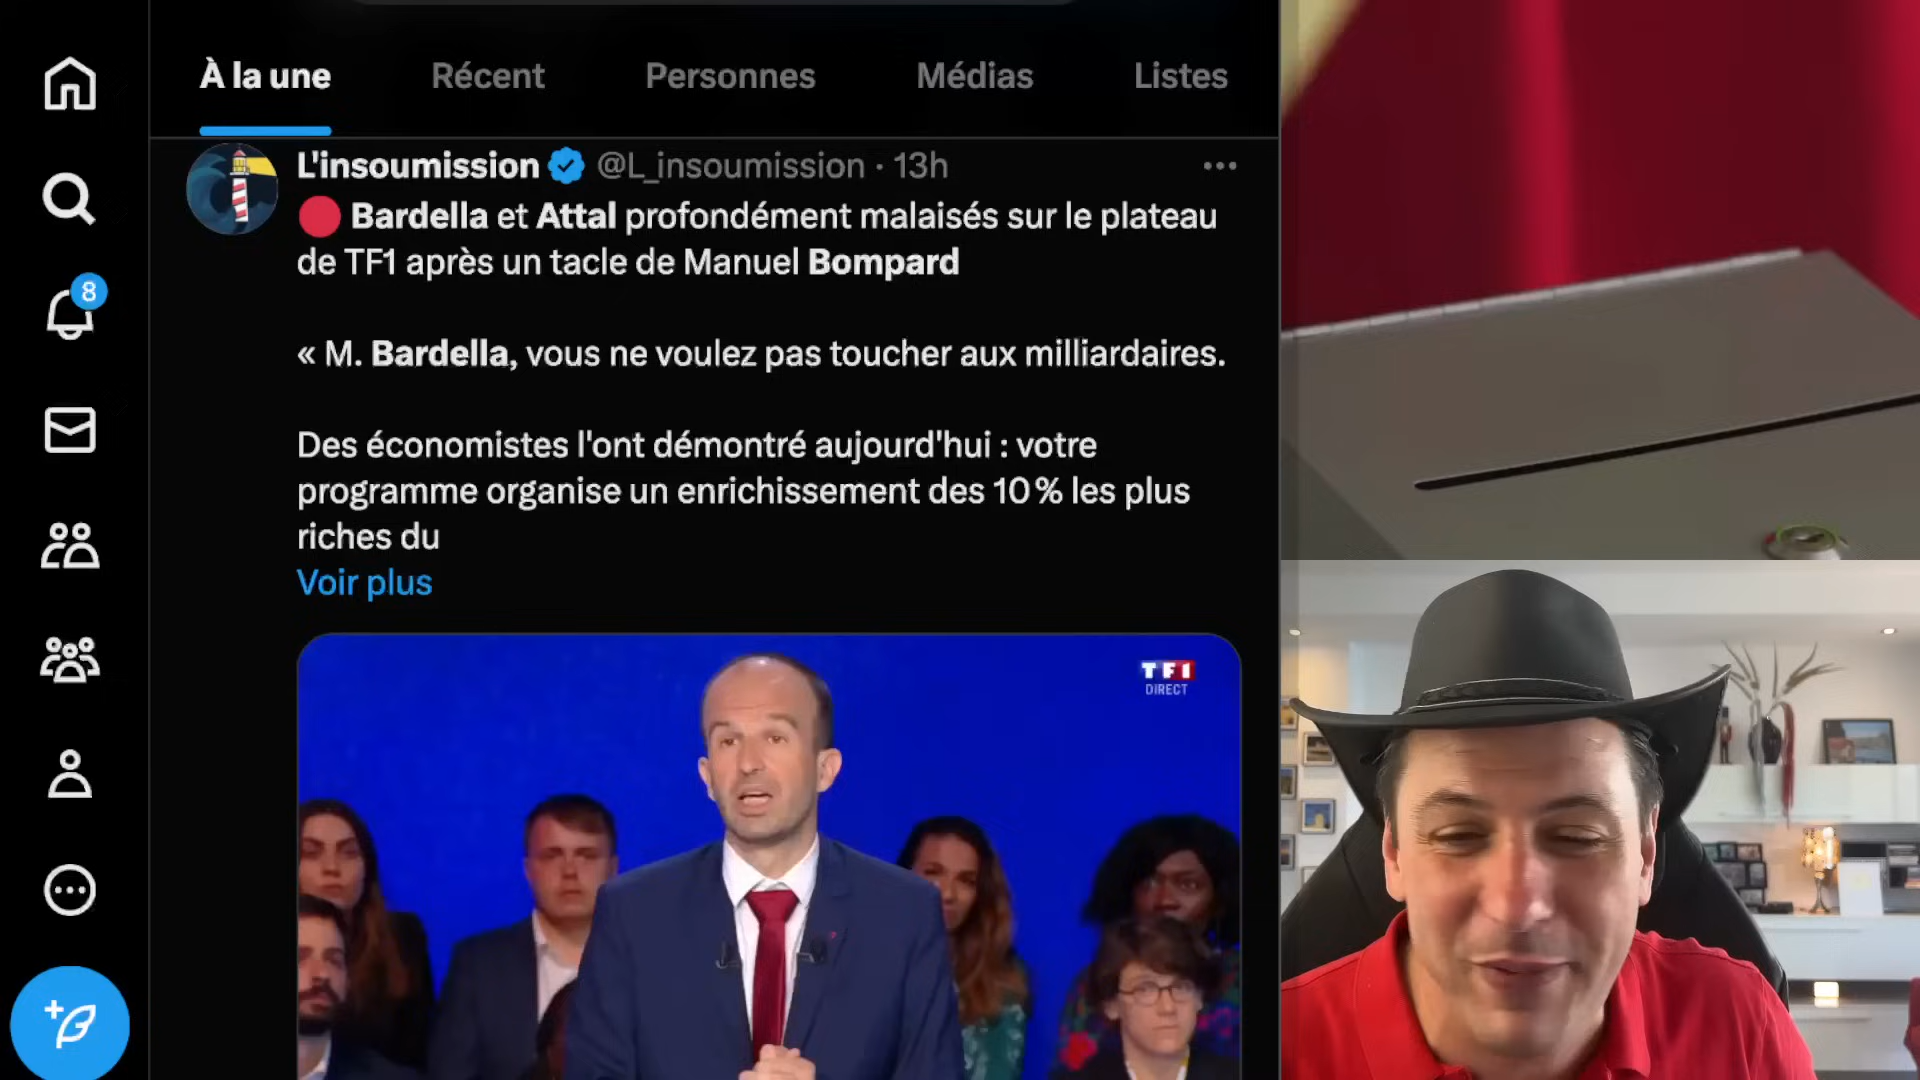 À la une
Récent
Personnes
Médias
Listes
L'insoumission @L_insoumission · 13h
Bardella et Attal profondément malaisés sur le plateau
de TF1 après un tacle de Manuel Bompard
« M. Bardella, vous ne voulez pas toucher aux milliardaires.
Des économistes l'ont démontré aujourd'hui : votre
programme organise un enrichissement des 10 % les plus
riches du
Voir plus
8
TF1
DIRECT